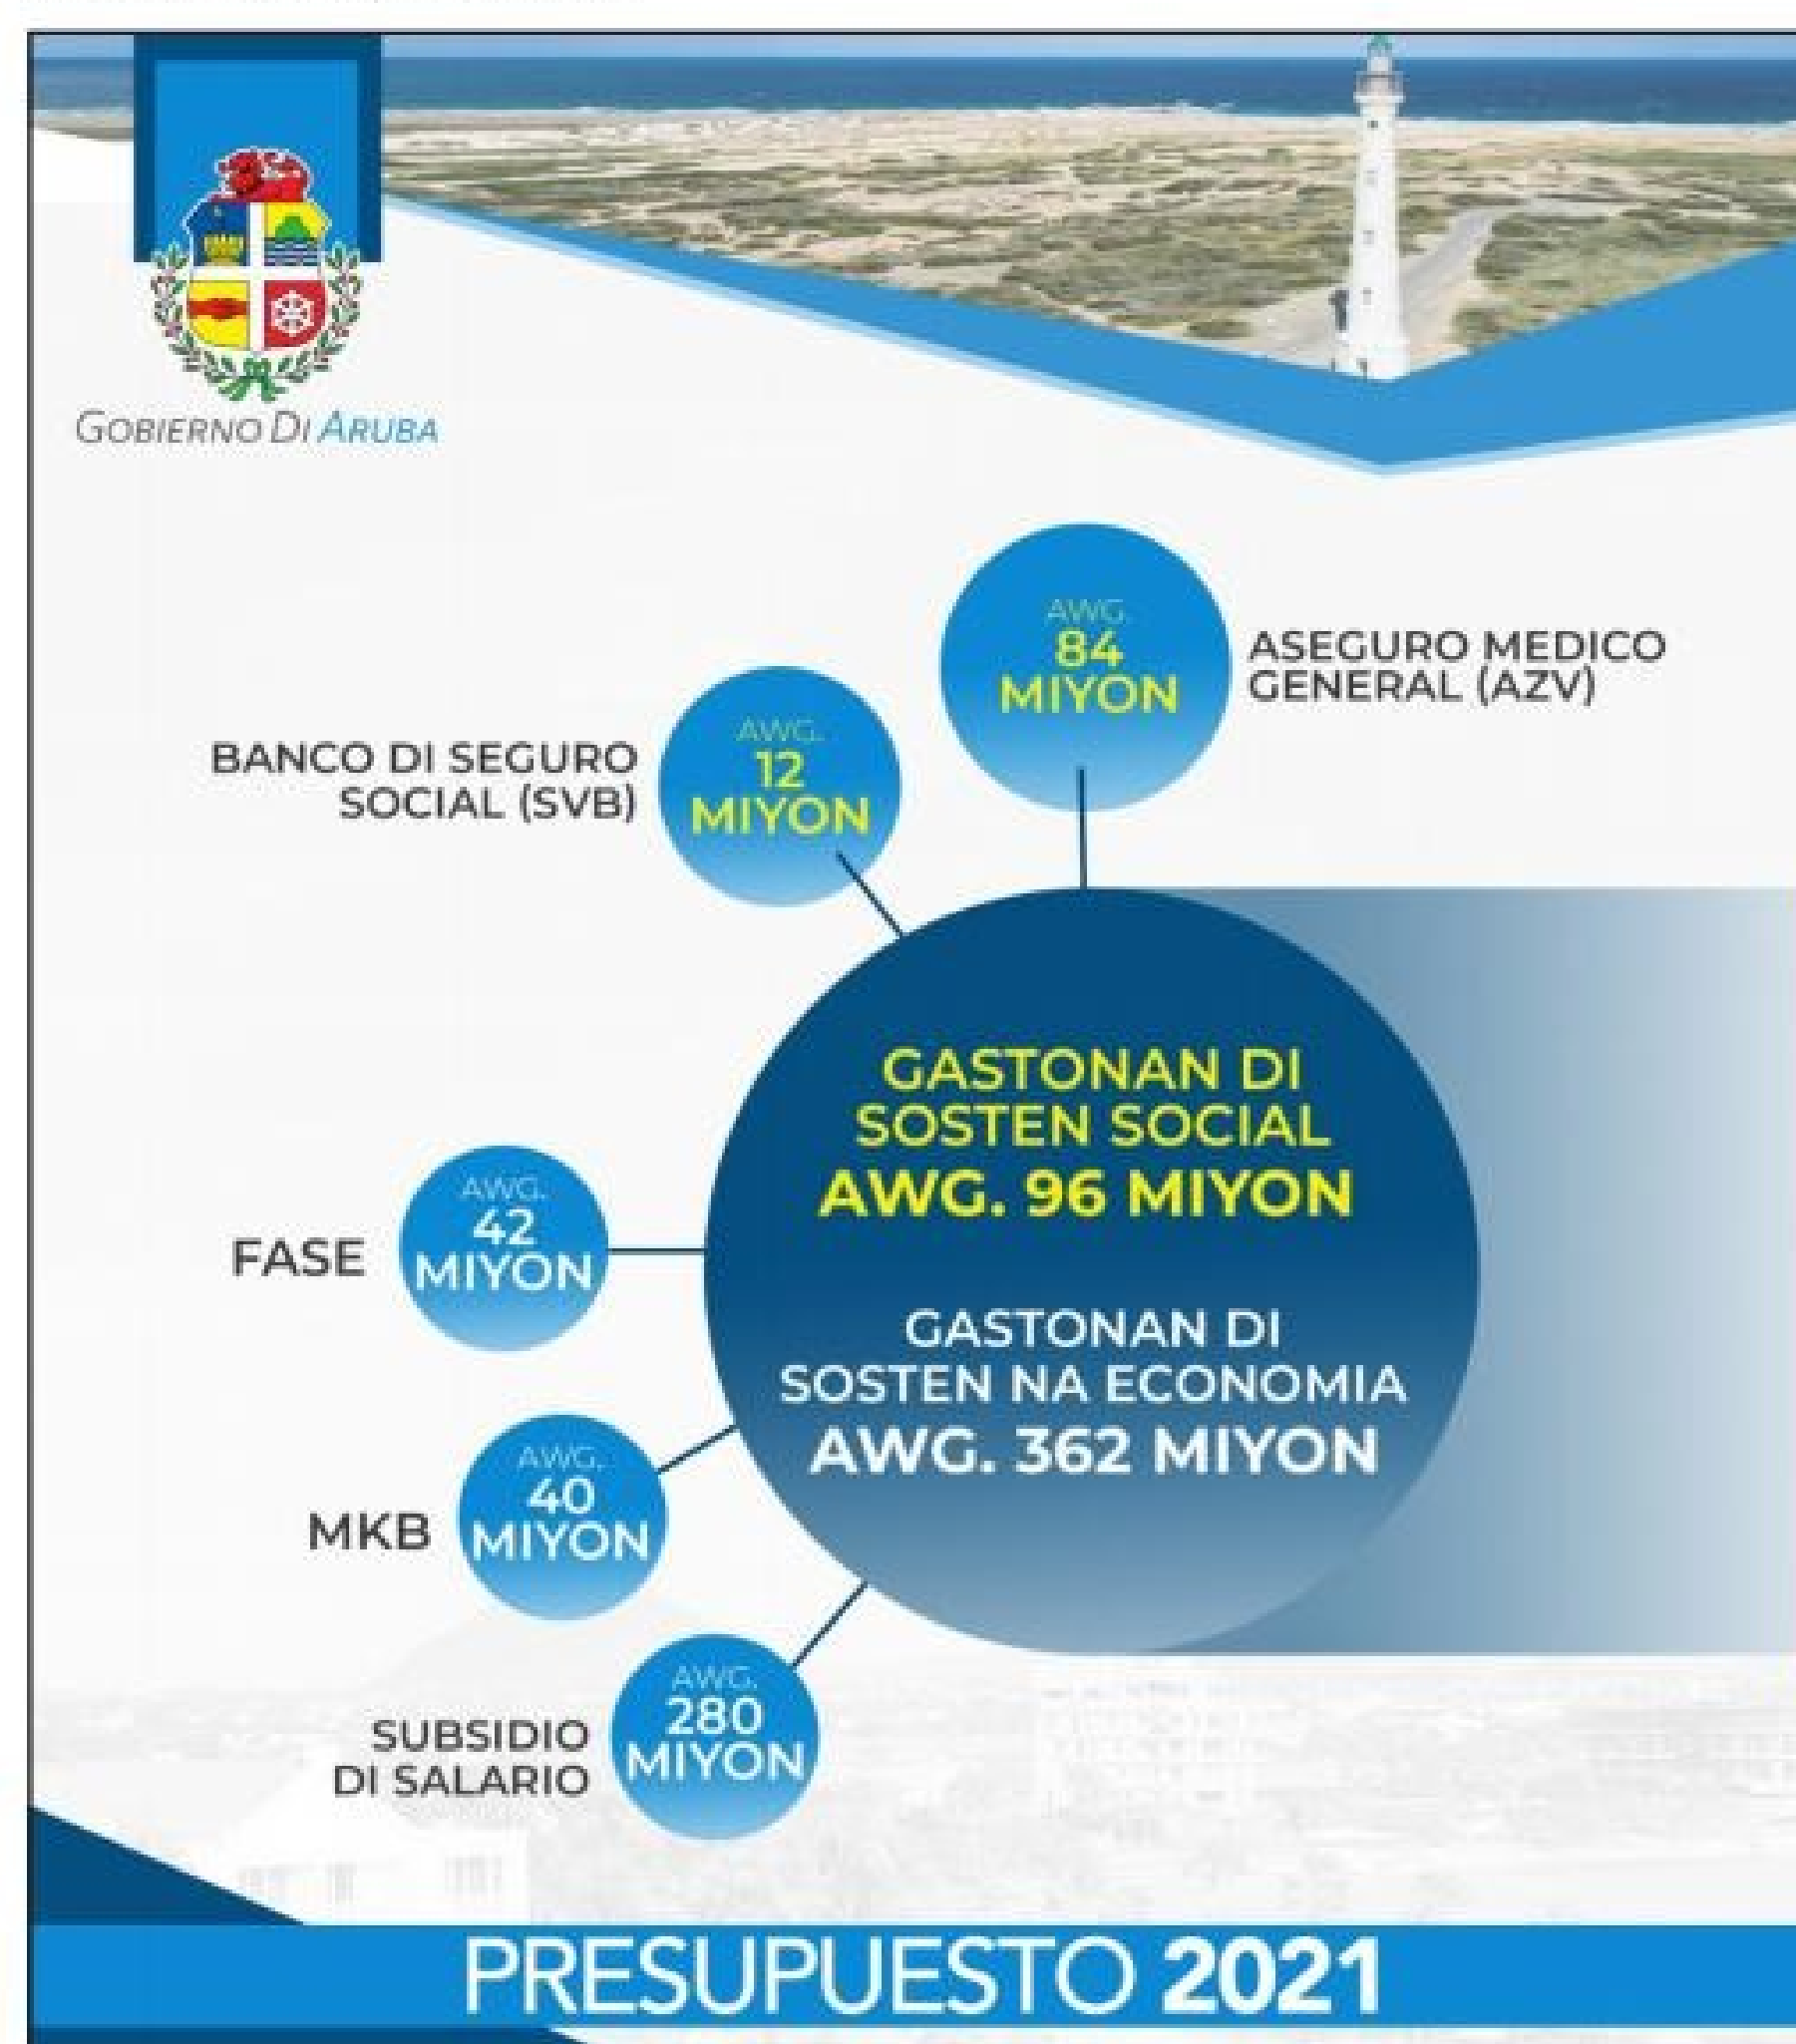 GOBIERNO DI ARUBA
AWG.
84
MIYON
ASEGURO MEDICO
GENERAL (AZV)
BANCO DI SEGURO
SOCIAL (SVB)
AWG.
12
MIYON
GASTONAN DI
SOSTEN SOCIAL
AWG. 96 MIYON
FASE
AWG.
42
MIYON
GASTONAN DI
SOSTEN NA ECONOMIA
AWG. 362 MIYON
MKB
AWG.
40
MIYON
SUBSIDIO
DI SALARIO
AWG.
280
MIYON
PRESUPUESTO 2021